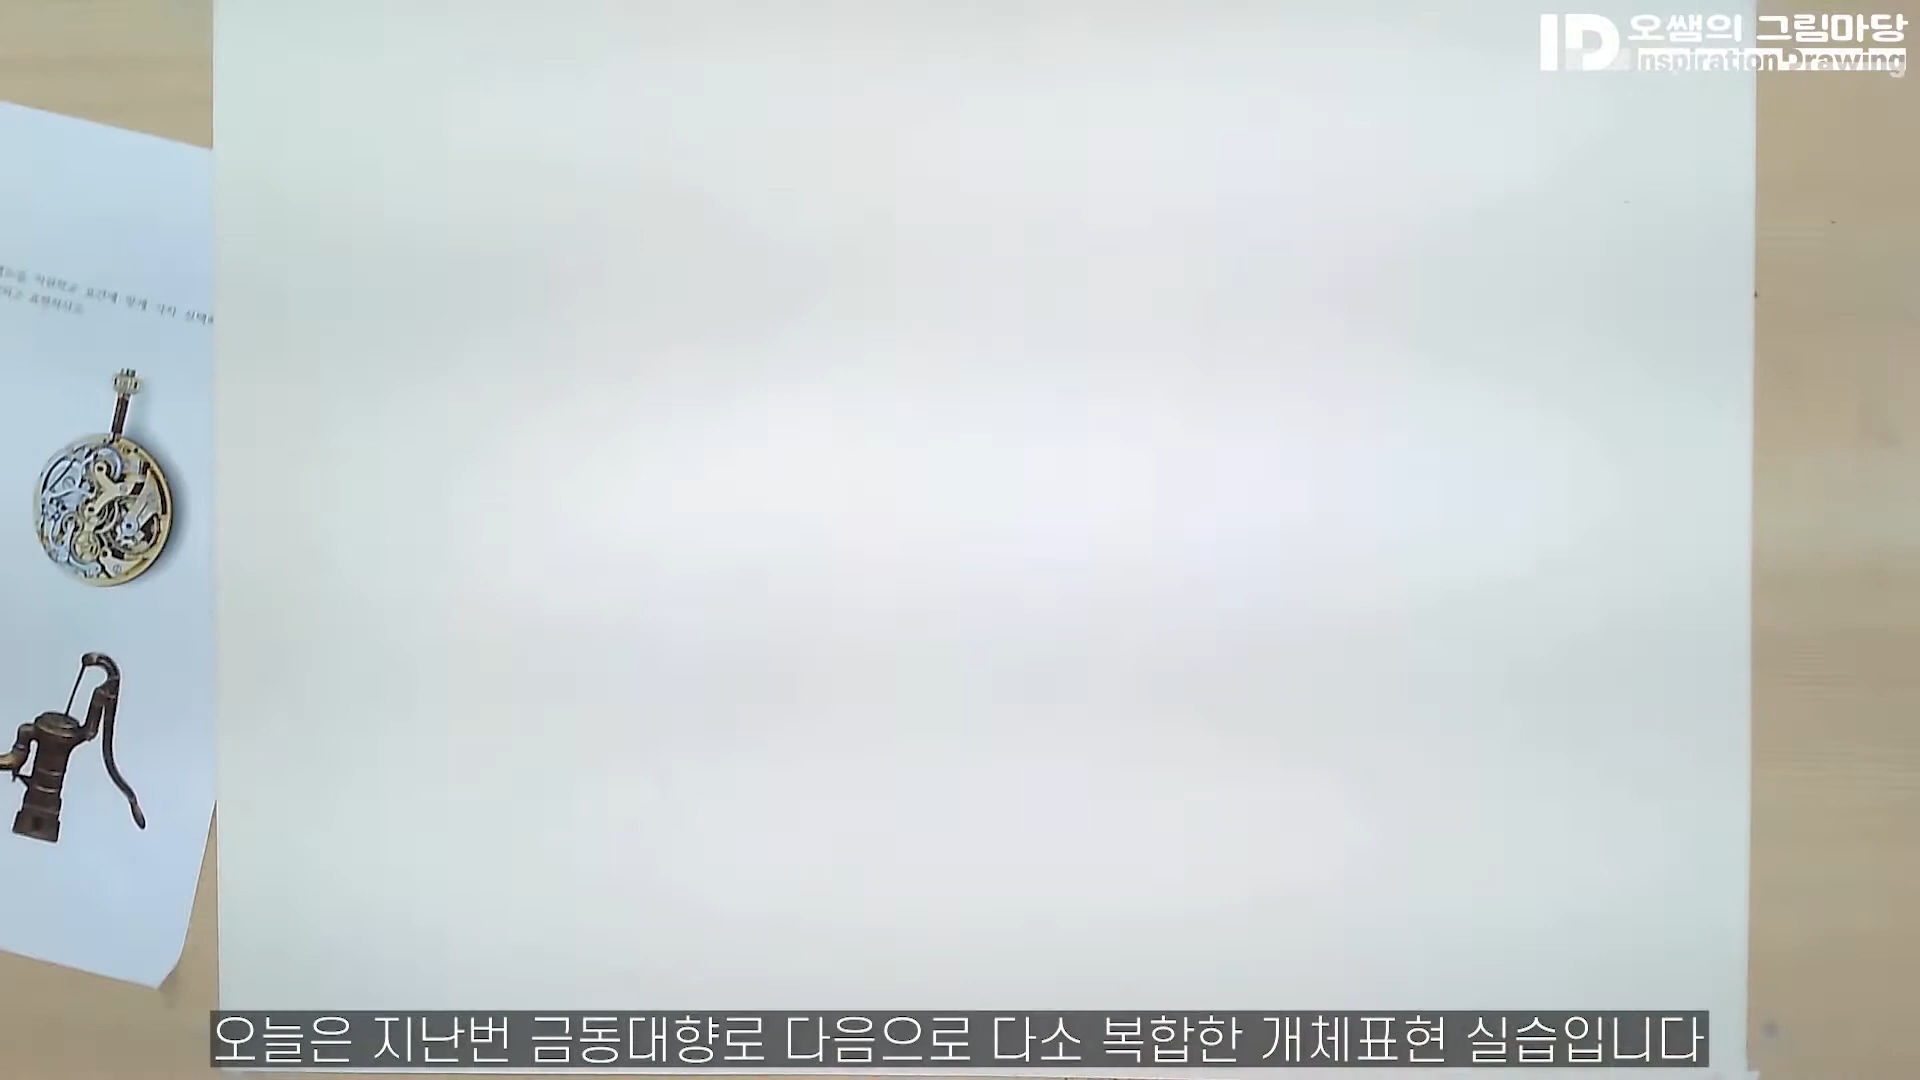 ID 오쌤의 그림마당
Inspiration Drawing
오늘은 지난번 금동대향로 다음으로 다소 복합한 개체표현 실습입니다